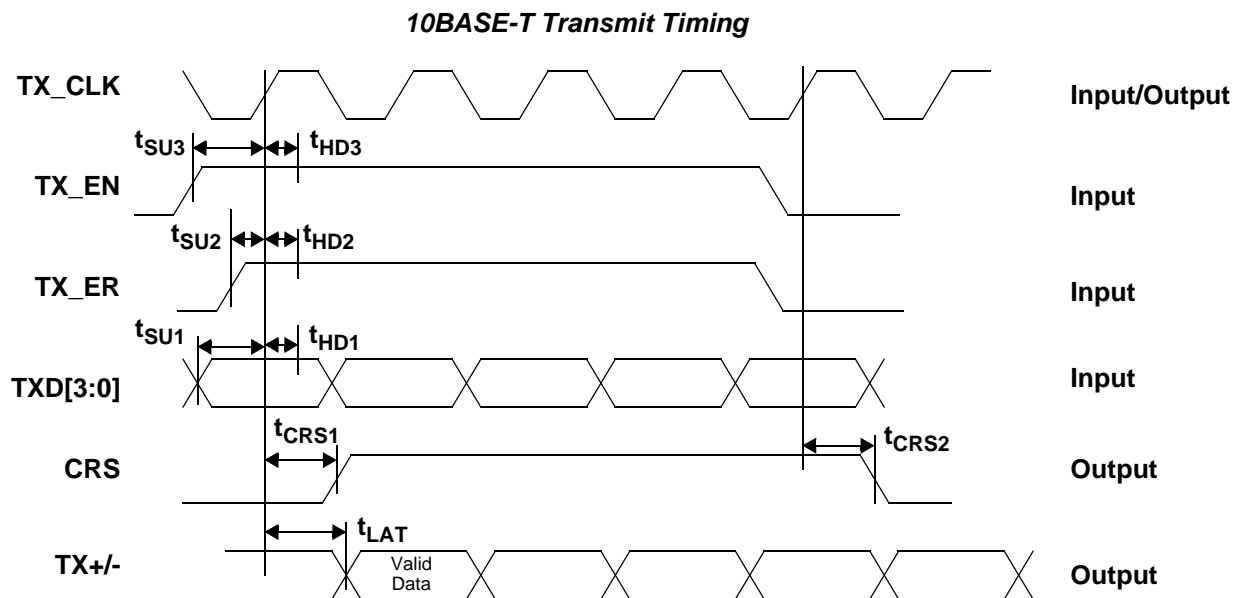 10BASE-T Transmit Timing
TX_CLK
Input/Output
tSU3
tHD3
TX_EN
Input
tSU2
tHD2
TX_ER
Input
tSU1
tHD1
TXD[3:0]
Input
tCRS1
tCRS2
CRS
Output
tLAT
TX+/-
Valid
Data
Output